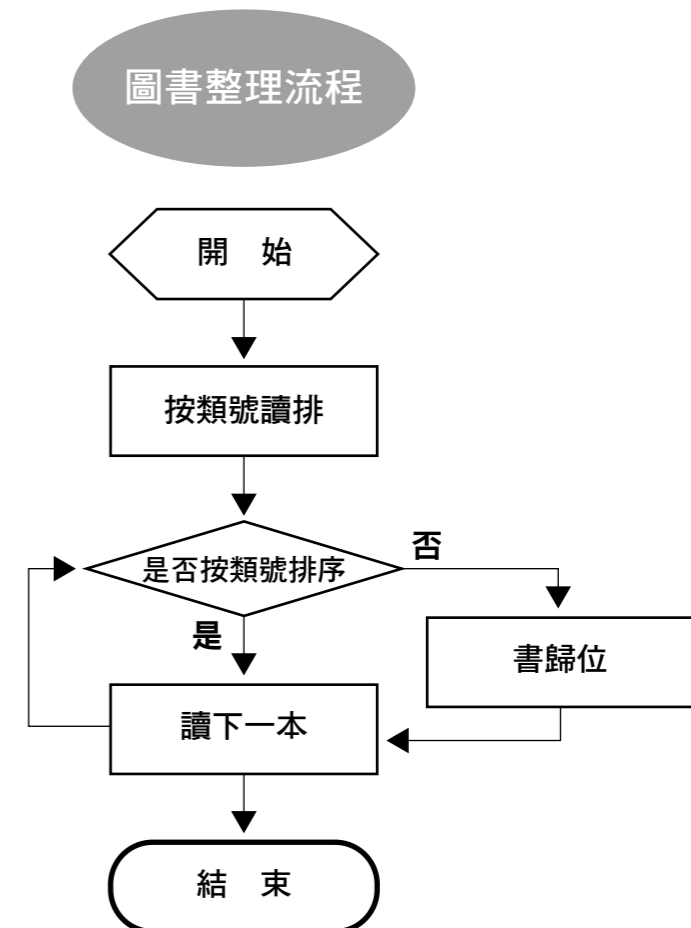 圖書整理流程
開 始
按類號讀排
是否按類號排序
否
是
書歸位
讀下一本
結 束